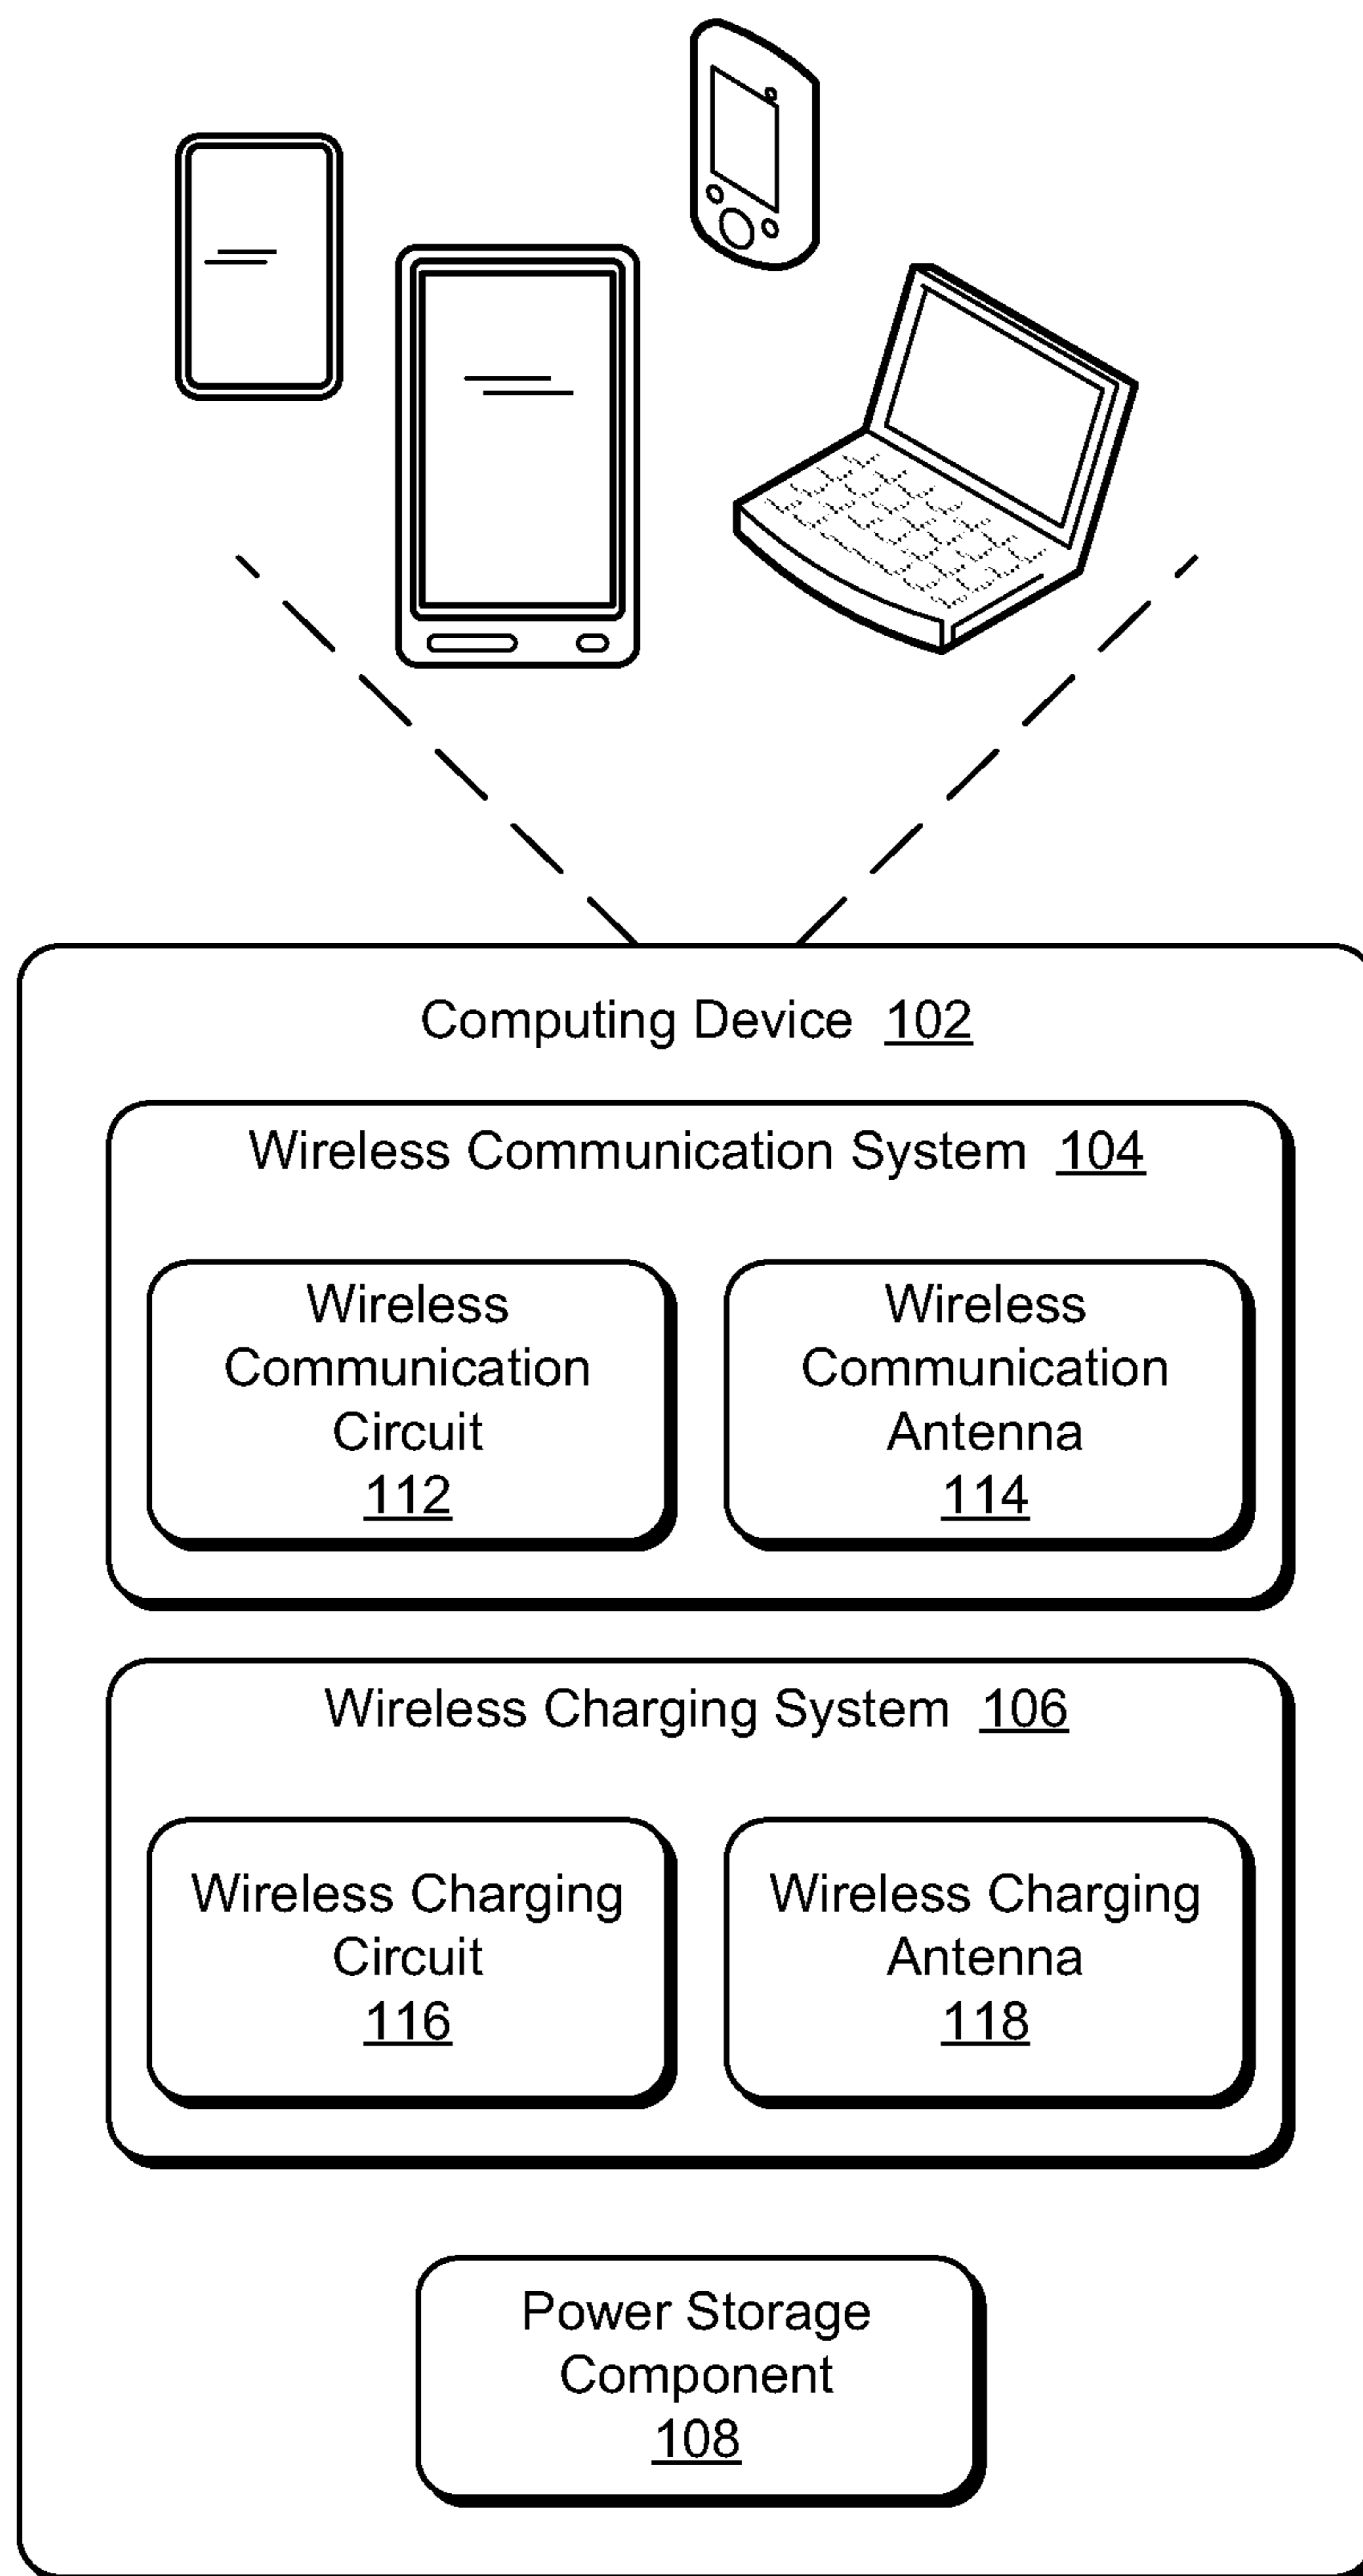 Computing Device 102
Wireless Communication System 104
Wireless
Communication
Circuit
112
Wireless
Communication
Antenna
114
Wireless Charging System 106
Wireless Charging
Circuit
116
Wireless Charging
Antenna
118
Power Storage
Component
108